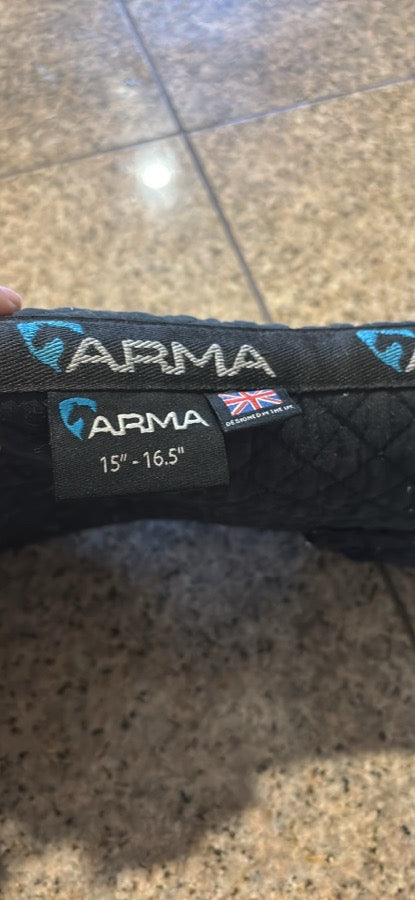 ARMA
ARMA
15" - 16.5"
DESIGNED IN THE UK